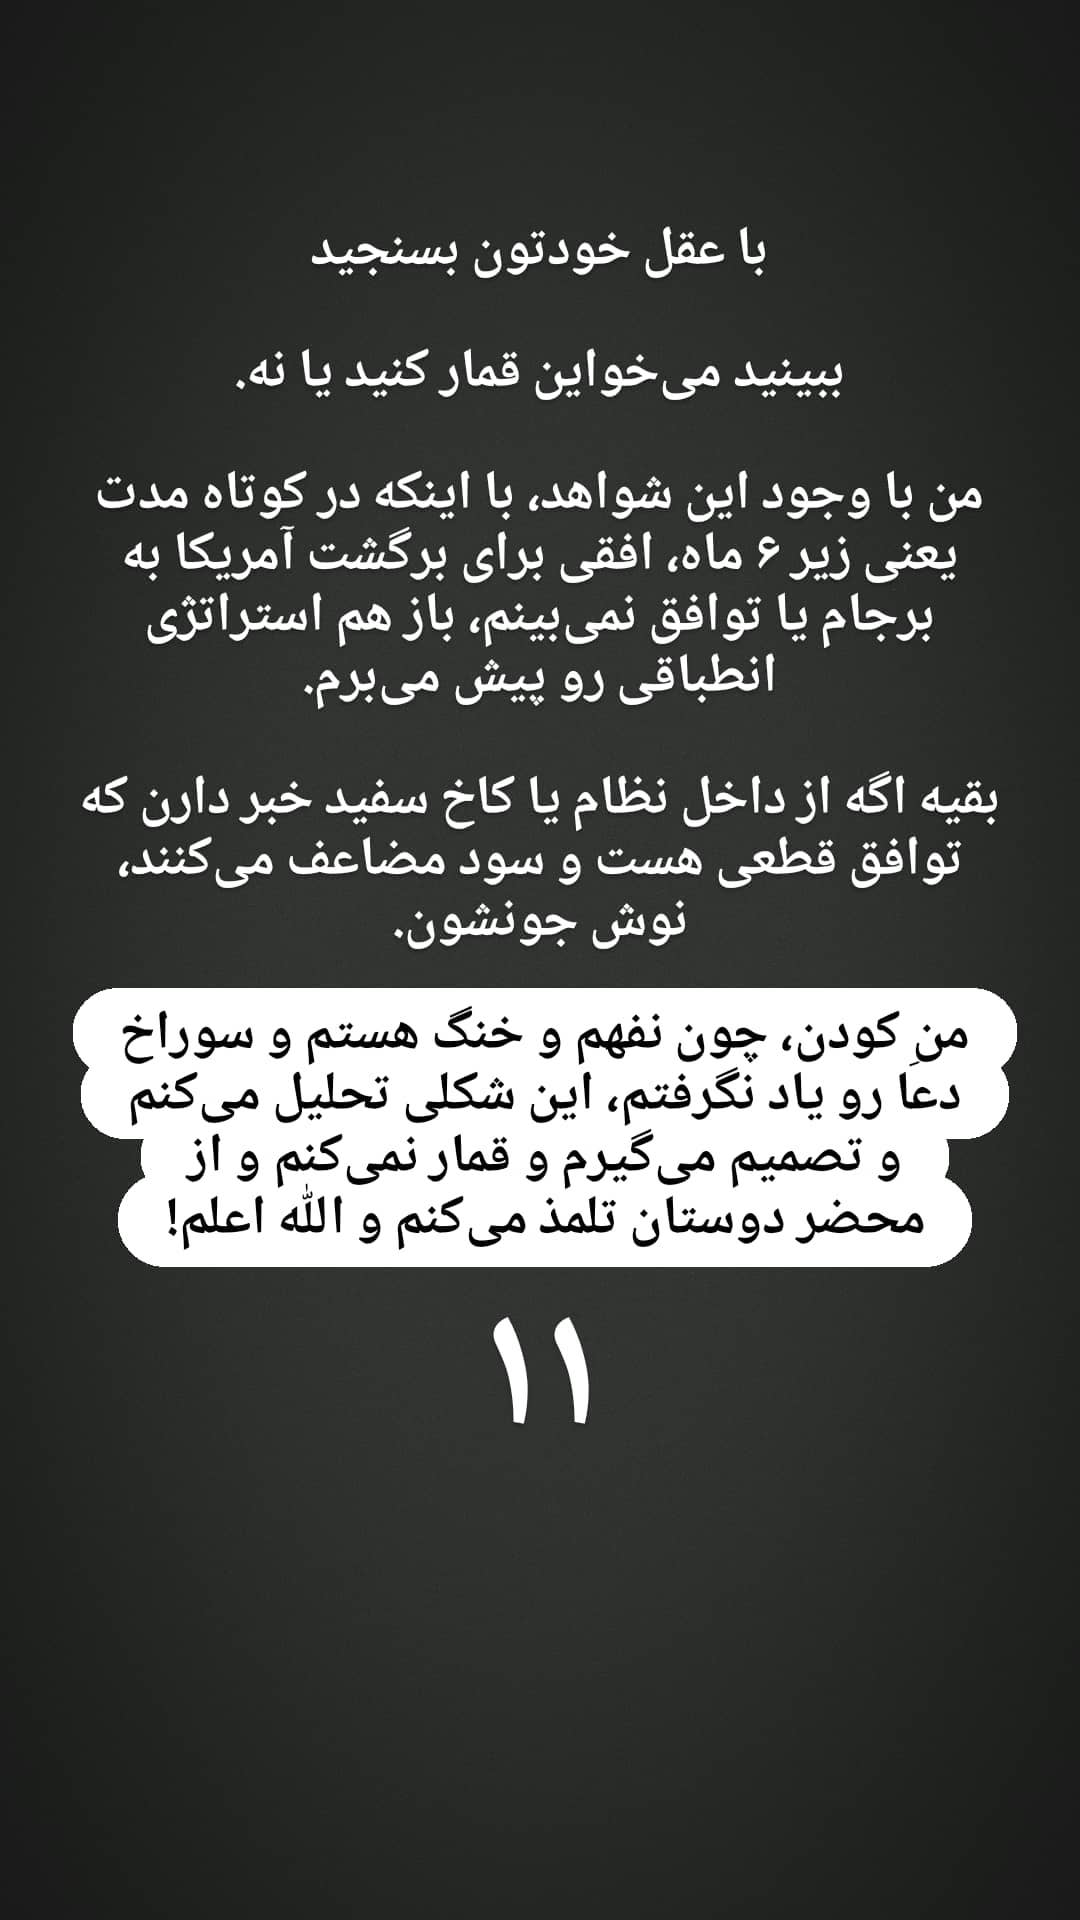 با عقل خودتون بسنجید
ببینید می‌خواین قمار کنید یا نه.
من با وجود این شواهد، با اینکه در کوتاه مدت
یعنی زیر ۶ ماه، افقی برای برگشت آمریکا به
برجام یا توافق نمی‌بینم، باز هم استراتژی
انطباقی رو پیش می‌برم.
بقیه اگه از داخل نظام یا کاخ سفید خبر دارن که
توافق قطعی هست و سود مضاعف می‌کنند،
نوش جونشون.
منِ کودن، چون نفهم و خنگ هستم و سوراخ
دعا رو یاد نگرفتم، این شکلی تحلیل می‌کنم
و تصمیم می‌گیرم و قمار نمی‌کنم و از
محضر دوستان تلمذ می‌کنم و الله اعلم!
۱۱